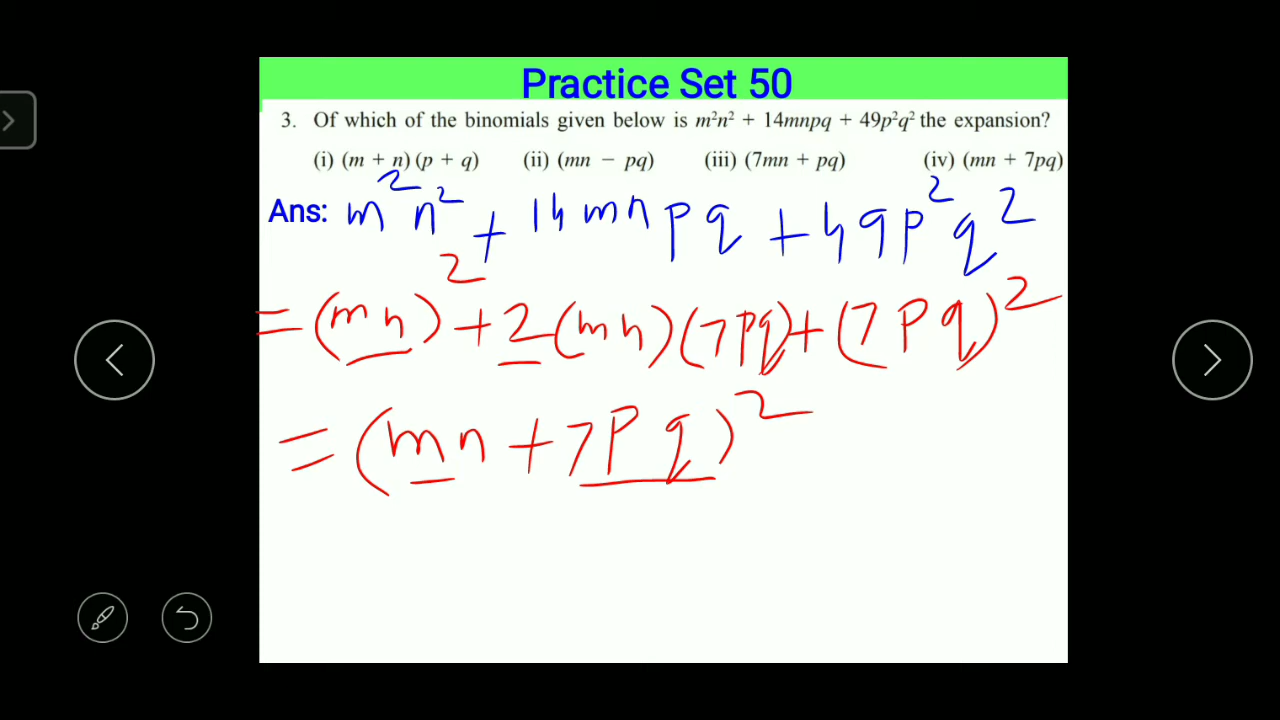 Practice Set 50
3. Of which of the binomials given below is m²n² + 14mnpq + 49p²q² the expansion?
(i) (m + n)(p + q) (ii) (mn − pq) (iii) (7mn + pq) (iv) (mn + 7pq)
Ans: m²n² + 14mnpq + 49p²q²
= (mn)² + 2(mn)(7pq) + (7pq)²
= (mn + 7pq)²